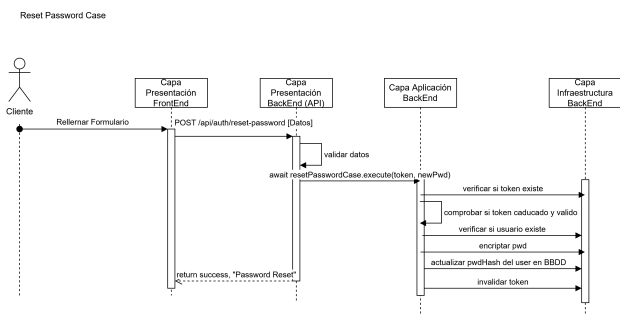 Reset Password Case
Cliente
Capa
Presentación
FrontEnd
Capa
Presentación
BackEnd (API)
Capa Aplicación
BackEnd
Capa
Infraestructura
BackEnd
Rellernar Formulario
POST /api/auth/reset-password [Datos]
validar datos
await resetPasswordCase.execute(token, newPwd)
verificar si token existe
comprobar si token caducado y valido
verificar si usuario existe
encriptar pwd
actualizar pwdHash del user en BBDD
return success, "Password Reset"
invalidar token